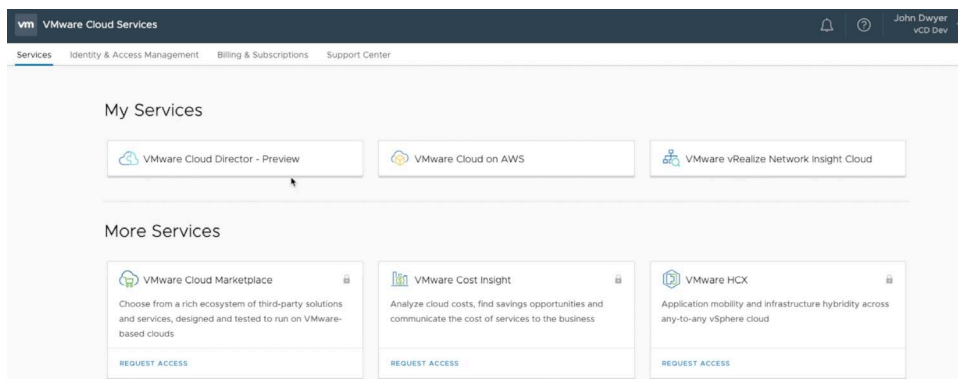 vm VMware Cloud Services
John Dwyer
vCD Dev
Services Identity & Access Management Billing & Subscriptions Support Center
My Services
VMware Cloud Director - Preview
VMware Cloud on AWS
VMware vRealize Network Insight Cloud
More Services
VMware Cloud Marketplace
Choose from a rich ecosystem of third-party solutions
and services, designed and tested to run on VMware-
based clouds
REQUEST ACCESS
VMware Cost Insight
Analyze cloud costs, find savings opportunities and
communicate the cost of services to the business
REQUEST ACCESS
VMware HCX
Application mobility and infrastructure hybridity across
any-to-any vSphere cloud
REQUEST ACCESS